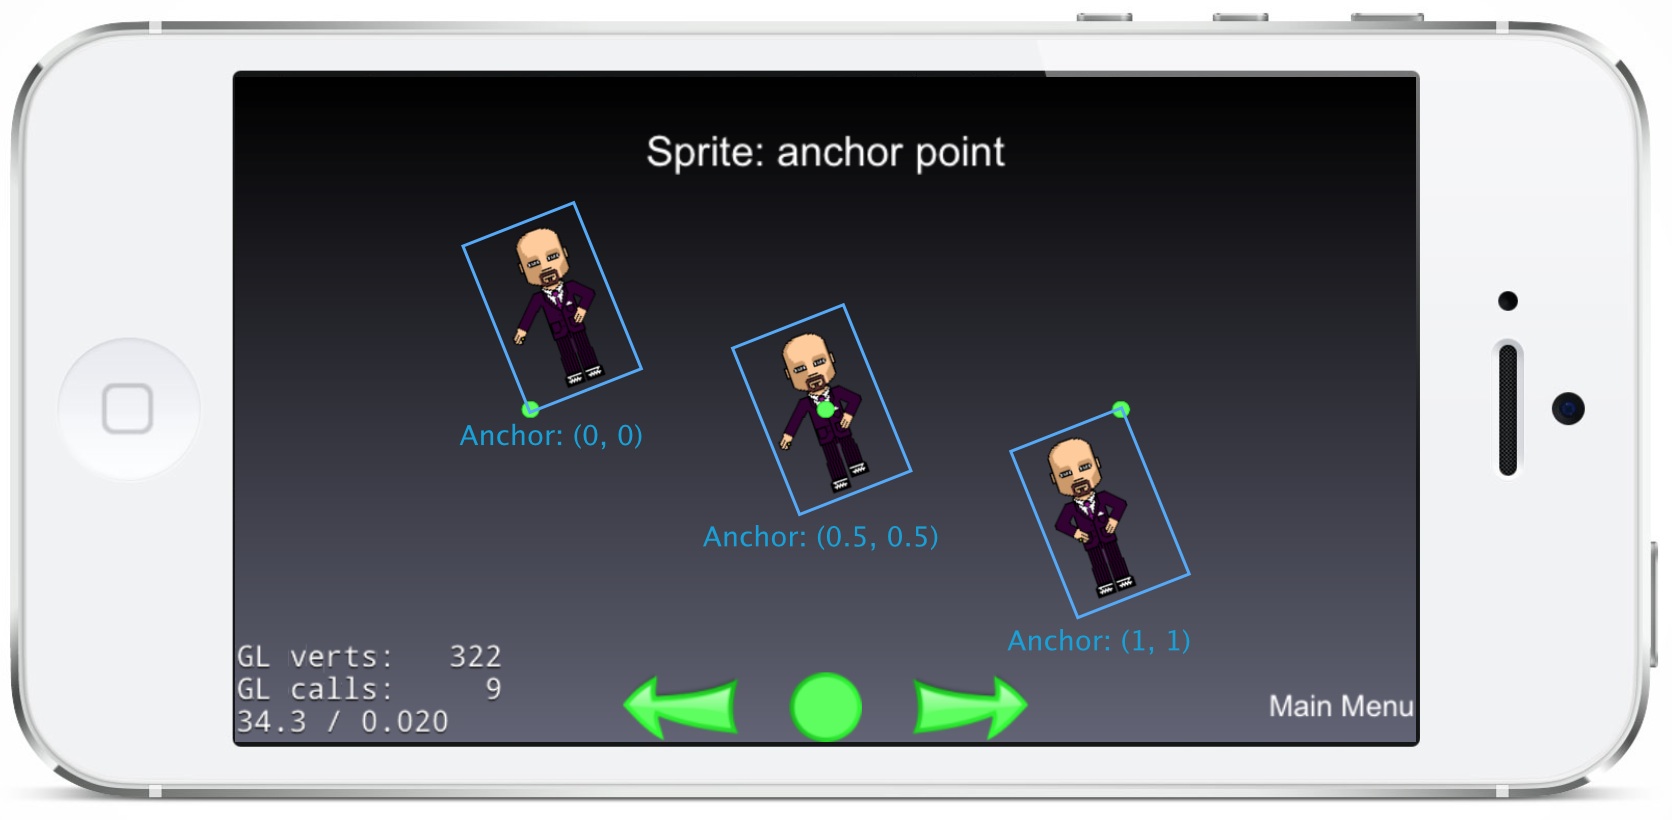 Sprite: anchor point
Anchor: (0, 0)
Anchor: (0.5, 0.5)
Anchor: (1, 1)
GL verts: 322
GL calls: 9
34.3 / 0.020
Main Menu